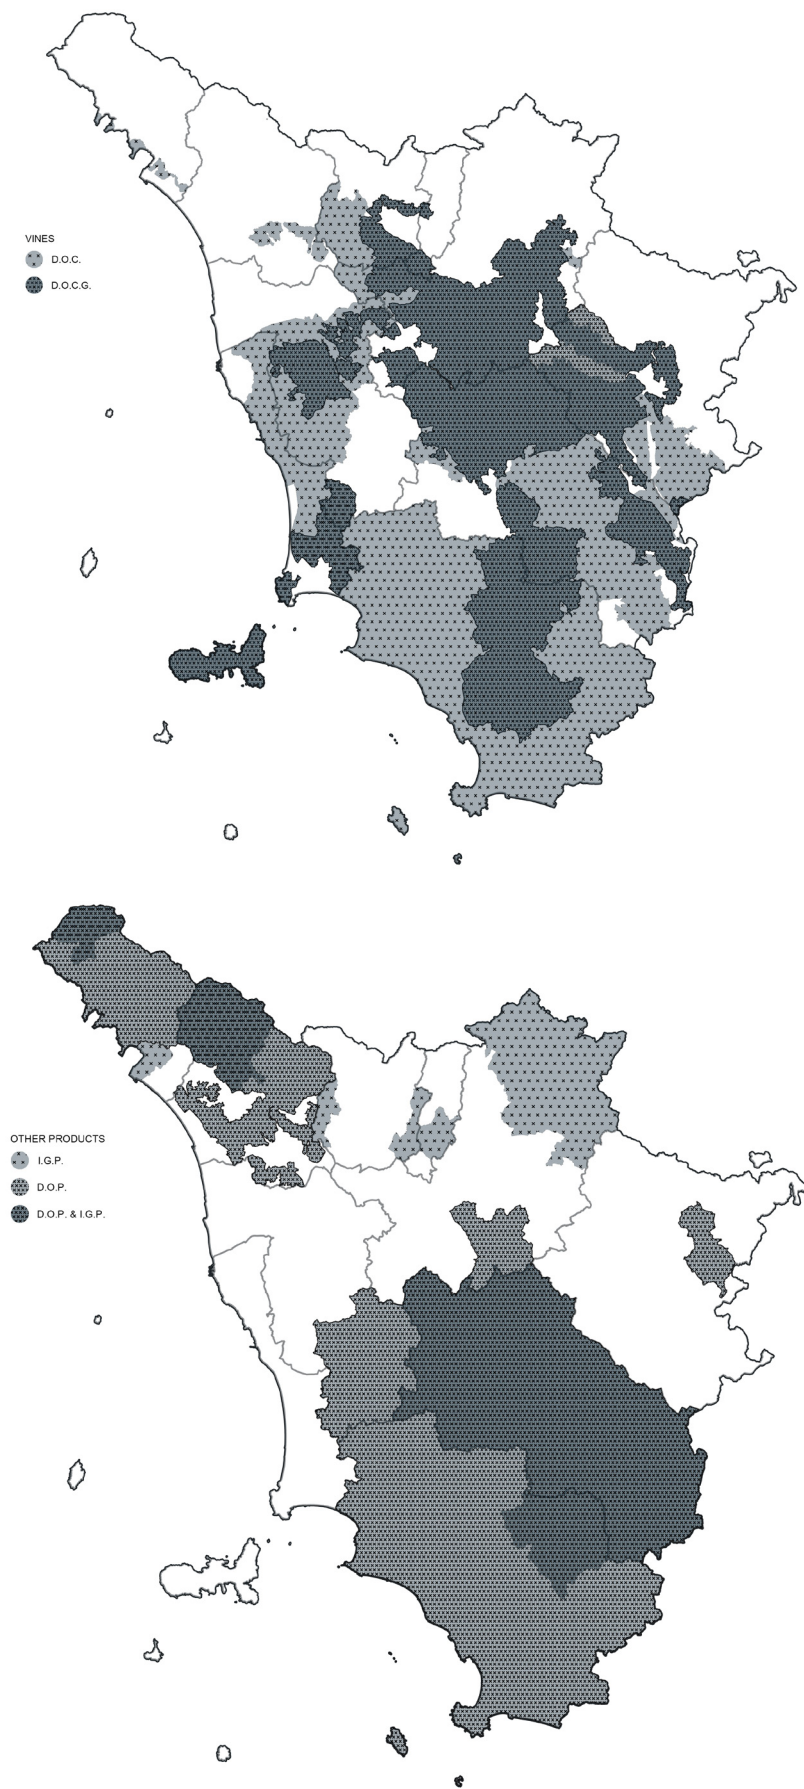 VINES
D.O.C.
D.O.C.G.
OTHER PRODUCTS
I.G.P.
D.O.P.
D.O.P. & I.G.P.